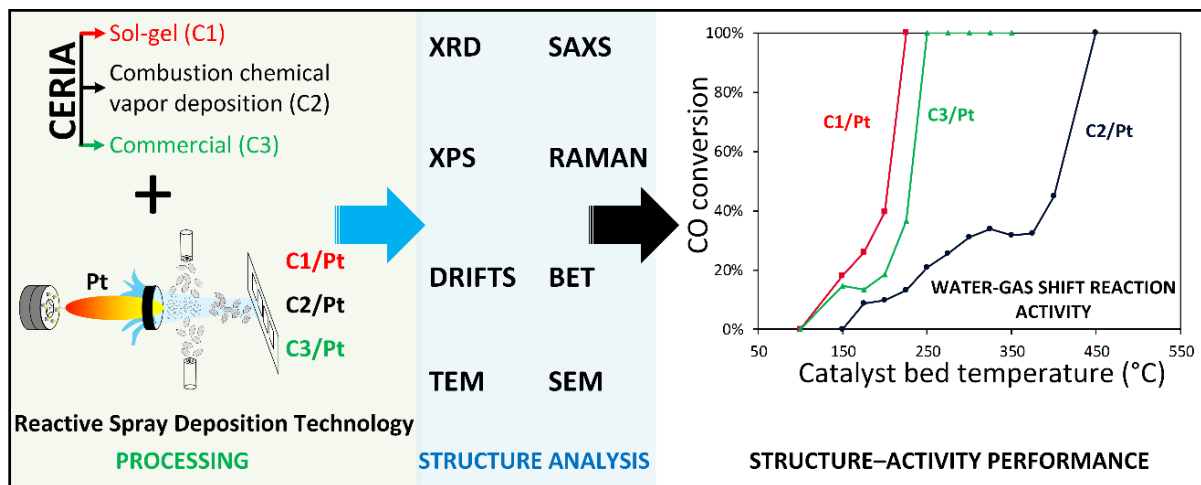 CERIA
Sol-gel (C1)
Combustion chemical
vapor deposition (C2)
Commercial (C3)
+
Pt
C1/Pt
C2/Pt
C3/Pt
Reactive Spray Deposition Technology
PROCESSING
XRD SAXS
XPS RAMAN
DRIFTS BET
TEM SEM
STRUCTURE ANALYSIS
CO conversion
100%
80%
60%
40%
20%
0%
C1/Pt
C3/Pt
C2/Pt
WATER-GAS SHIFT REACTION
ACTIVITY
50 150 250 350 450 550
Catalyst bed temperature (°C)
STRUCTURE–ACTIVITY PERFORMANCE